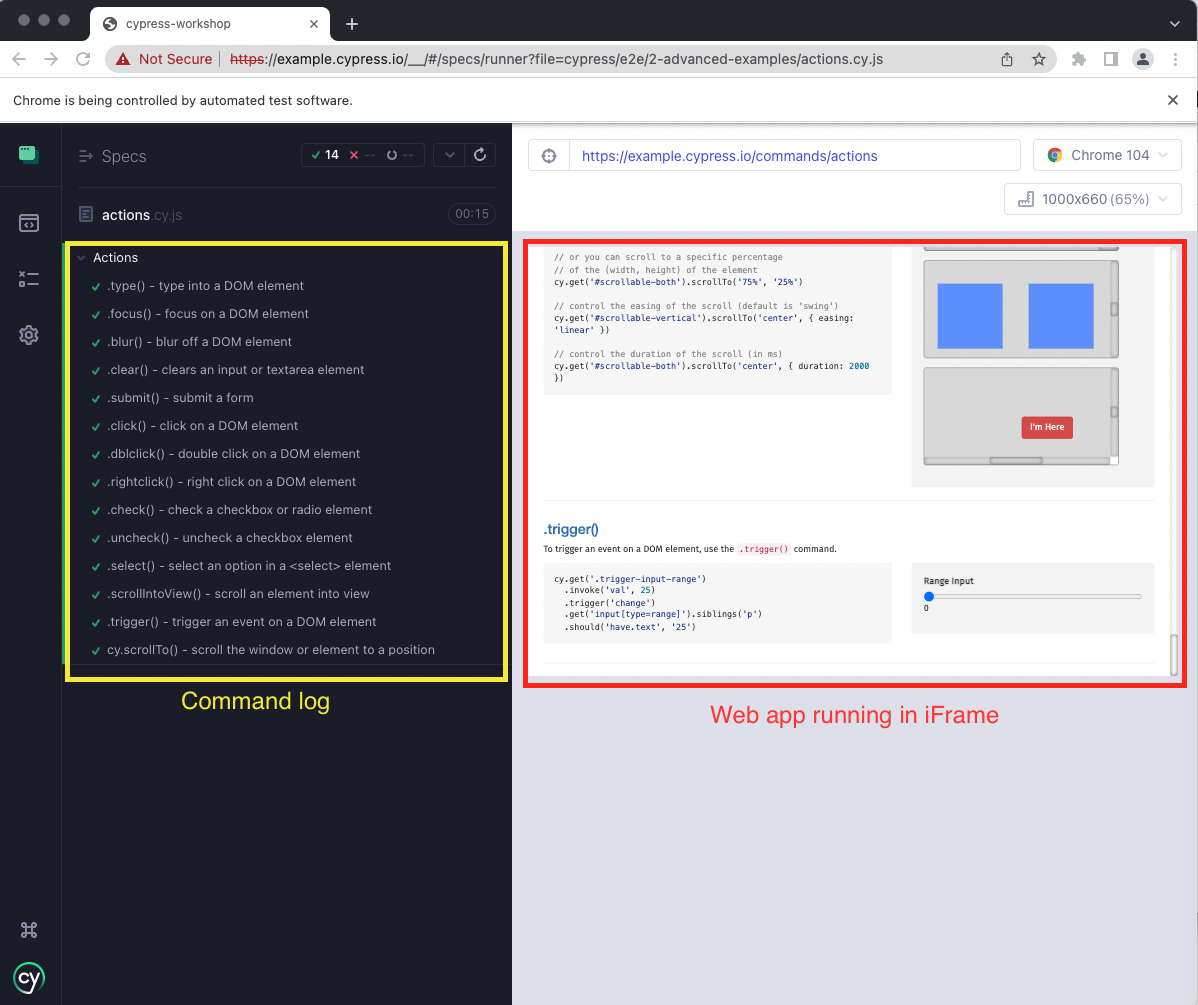 cypress-workshop
Not Secure https://example.cypress.io/__/#/specs/runner?file=cypress/e2e/2-advanced-examples/actions.cy.js
Chrome is being controlled by automated test software.
Specs
14 -- --
actions.cy.js 00:15
Actions
.type() - type into a DOM element
.focus() - focus on a DOM element
.blur() - blur off a DOM element
.clear() - clears an input or textarea element
.submit() - submit a form
.click() - click on a DOM element
.dblclick() - double click on a DOM element
.rightclick() - right click on a DOM element
.check() - check a checkbox or radio element
.uncheck() - uncheck a checkbox element
.select() - select an option in a <select> element
.scrollIntoView() - scroll an element into view
.trigger() - trigger an event on a DOM element
cy.scrollTo() - scroll the window or element to a position
Command log
cy
https://example.cypress.io/commands/actions
Chrome 104
1000x660 (65%)
// or you can scroll to a specific percentage
// of the (width, height) of the element
cy.get('#scrollable-both').scrollTo('75%', '25%')
// control the easing of the scroll (default is 'swing')
cy.get('#scrollable-vertical').scrollTo('center', { easing:
'linear' })
// control the duration of the scroll (in ms)
cy.get('#scrollable-both').scrollTo('center', { duration: 2000
})
I'm Here
.trigger()
To trigger an event on a DOM element, use the .trigger() command.
cy.get('.trigger-input-range')
.invoke('val', 25)
.trigger('change')
.get('input[type=range]').siblings('p')
.should('have.text', '25')
Range Input
0
Web app running in iFrame